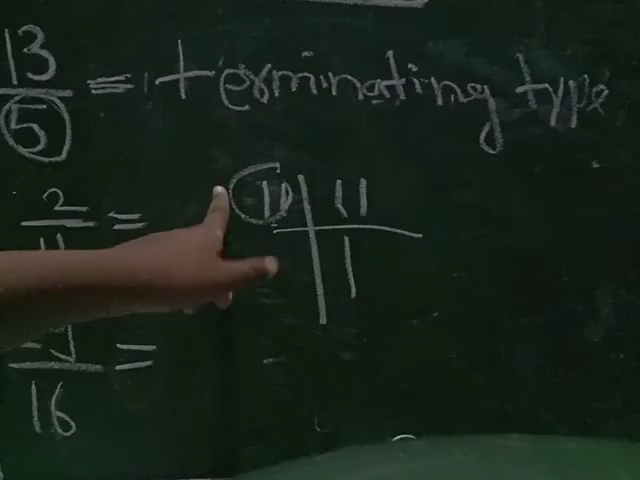 13/5 = terminating type
2/11 =
11 | 11
1
/16 =